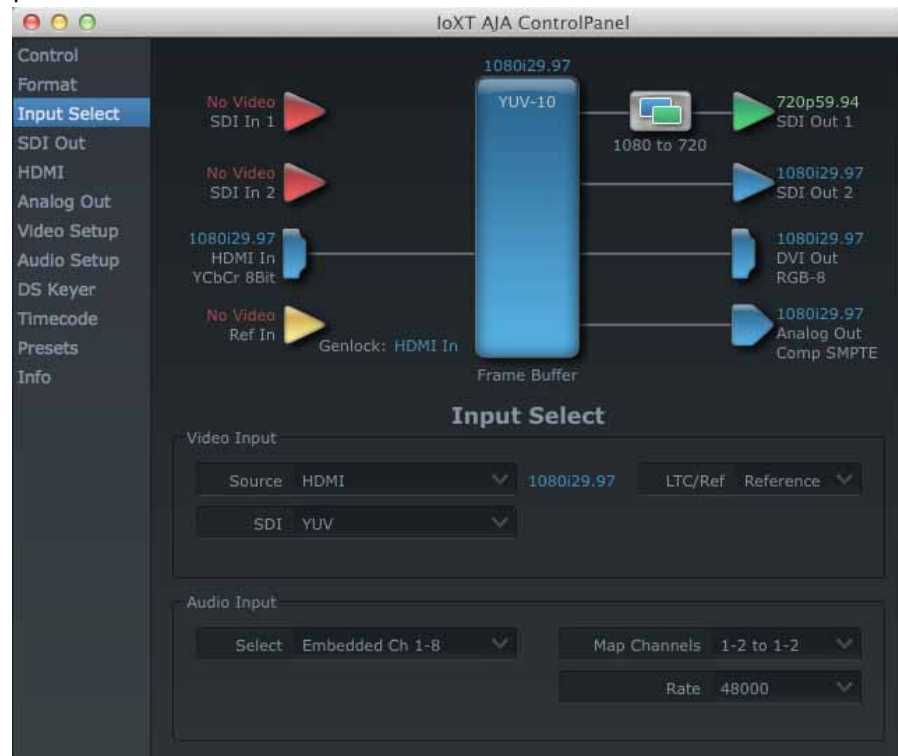 IoXT AJA ControlPanel
Control
Format
Input Select
SDI Out
HDMI
Analog Out
Video Setup
Audio Setup
DS Keyer
Timecode
Presets
Info
1080i29.97
YUV-10
No Video
SDI In 1
No Video
SDI In 2
1080i29.97
HDMI In
YCbCr 8Bit
No Video
Ref In
Genlock: HDMI In
Frame Buffer
1080 to 720
720p59.94
SDI Out 1
1080i29.97
SDI Out 2
1080i29.97
DVI Out
RGB-8
1080i29.97
Analog Out
Comp SMPTE
Input Select
Video Input
Source HDMI 1080i29.97 LTC/Ref Reference
SDI YUV
Audio Input
Select Embedded Ch 1-8 Map Channels 1-2 to 1-2
Rate 48000